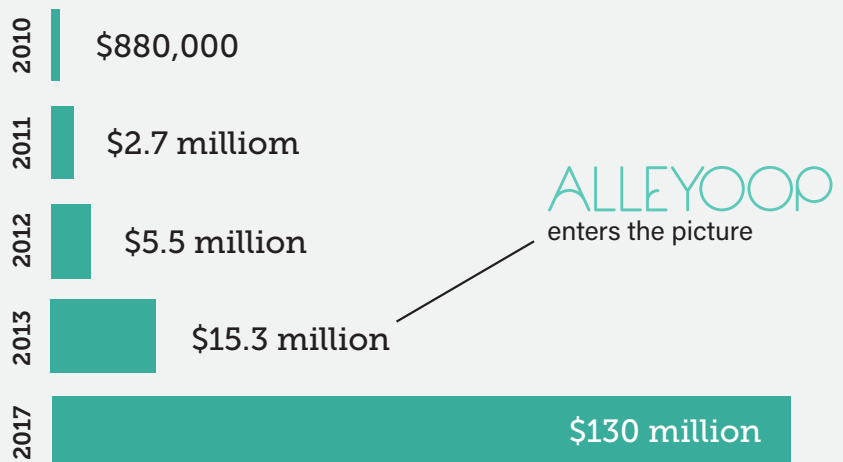 2010
$880,000
2011
$2.7 milliom
2012
$5.5 million
ALLEYOOP
enters the picture
2013
$15.3 million
2017
$130 million